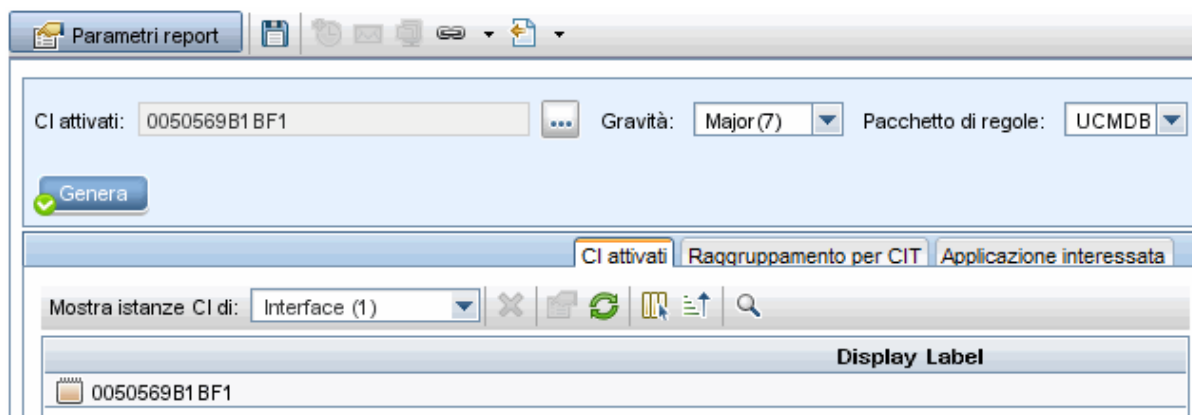 Parametri report
CI attivati: 0050569B1BF1 ... Gravità: Major(7) Pacchetto di regole: UCMDB
Genera
CI attivati Raggruppamento per CIT Applicazione interessata
Mostra istanze CI di: Interface (1)
Display Label
0050569B1BF1